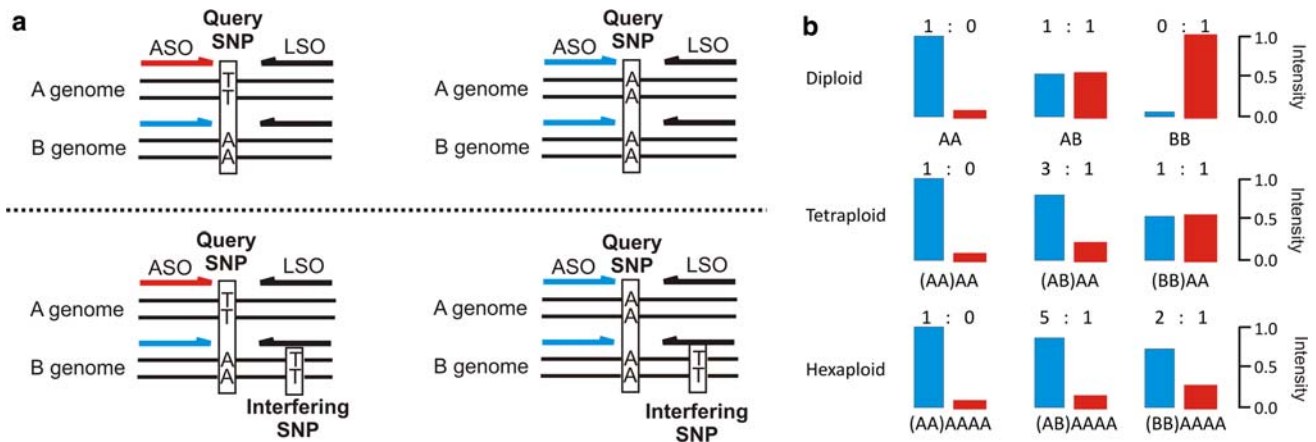 a
Query SNP
ASO LSO
A genome T T
B genome A A
Query SNP
ASO LSO
A genome A A
B genome A A
Query SNP
ASO LSO
A genome T T
B genome A A T T
Interfering SNP
Query SNP
ASO LSO
A genome A A
B genome A A T T
Interfering SNP
b
1 : 0 1 : 1 0 : 1
Diploid
1.0
0.5
0.0
Intensity
AA AB BB
1 : 0 3 : 1 1 : 1
Tetraploid
1.0
0.5
0.0
Intensity
(AA)AA (AB)AA (BB)AA
1 : 0 5 : 1 2 : 1
Hexaploid
1.0
0.5
0.0
Intensity
(AA)AAAA (AB)AAAA (BB)AAAA